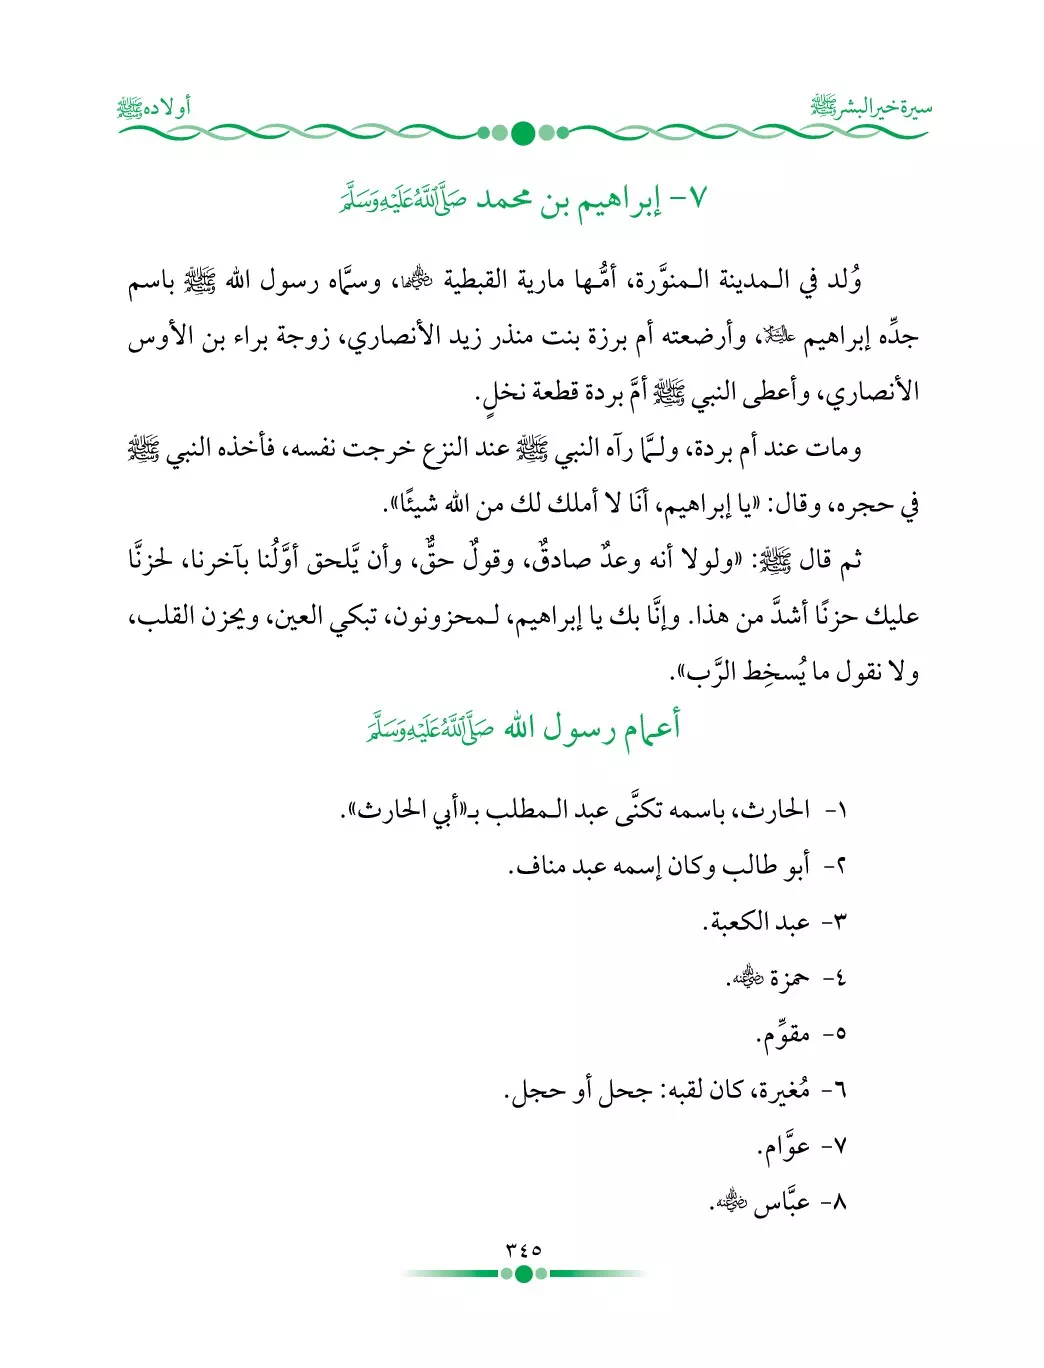 سيرة خير البشر ﷺ
أولاده ﷺ
٧- إبراهيم بن محمد صَلَّى اللَّهُ عَلَيْهِ وَسَلَّمَ
وُلد في الـمدينة الـمنوَّرة، أمُّـها مارية القبطية رضي الله عنها، وسمَّاه رسول الله ﷺ باسم
جدِّه إبراهيم عليه السلام، وأرضعته أم برزة بنت منذر زيد الأنصاري، زوجة براء بن الأوس
الأنصاري، وأعطى النبي ﷺ أمَّ بردة قطعة نخلٍ.
ومات عند أم بردة، ولـمَّا رآه النبي ﷺ عند النزع خرجت نفسه، فأخذه النبي ﷺ
في حجره، وقال: «يا إبراهيم، أنَا لا أملك لك من الله شيئًا».
ثم قال ﷺ: «ولولا أنه وعدٌ صادقٌ، وقولٌ حقٌّ، وأن يَّلحق أوَّلُنا بآخرنا، لحزنَّا
عليك حزنًا أشدَّ من هذا. وإنَّا بك يا إبراهيم، لـمحزونون، تبكي العين، ويحزن القلب،
ولا نقول ما يُسخِط الرَّب».
أعمام رسول الله صَلَّى اللَّهُ عَلَيْهِ وَسَلَّمَ
١- الحارث، باسمه تكنَّى عبد الـمطلب بـ«أبي الحارث».
٢- أبو طالب وكان إسمه عبد مناف.
٣- عبد الكعبة.
٤- حمزة رضي الله عنه.
٥- مقوِّم.
٦- مُغيرة، كان لقبه: جحل أو حجل.
٧- عوَّام.
٨- عبَّاس رضي الله عنه.
٣٤٥